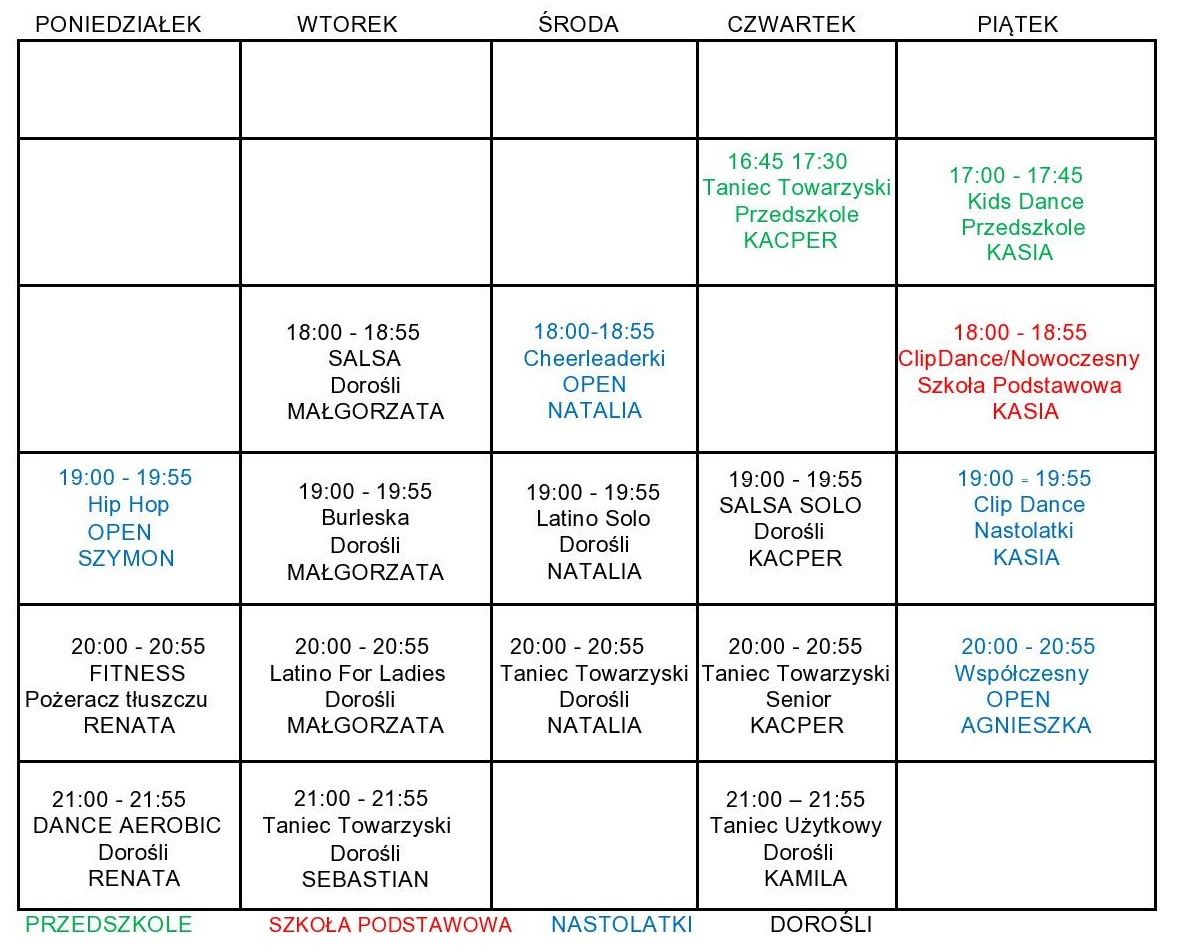 PONIEDZIAŁEK WTOREK ŚRODA CZWARTEK PIĄTEK
16:45 17:30
Taniec Towarzyski
Przedszkole
KACPER
17:00 - 17:45
Kids Dance
Przedszkole
KASIA
18:00 - 18:55
SALSA
Dorośli
MAŁGORZATA
18:00-18:55
Cheerleaderki
OPEN
NATALIA
18:00 - 18:55
ClipDance/Nowoczesny
Szkoła Podstawowa
KASIA
19:00 - 19:55
Hip Hop
OPEN
SZYMON
19:00 - 19:55
Burleska
Dorośli
MAŁGORZATA
19:00 - 19:55
Latino Solo
Dorośli
NATALIA
19:00 - 19:55
SALSA SOLO
Dorośli
KACPER
19:00 = 19:55
Clip Dance
Nastolatki
KASIA
20:00 - 20:55
FITNESS
Pożeracz tłuszczu
RENATA
20:00 - 20:55
Latino For Ladies
Dorośli
MAŁGORZATA
20:00 - 20:55
Taniec Towarzyski
Dorośli
NATALIA
20:00 - 20:55
Taniec Towarzyski
Senior
KACPER
20:00 - 20:55
Współczesny
OPEN
AGNIESZKA
21:00 - 21:55
DANCE AEROBIC
Dorośli
RENATA
21:00 - 21:55
Taniec Towarzyski
Dorośli
SEBASTIAN
21:00 – 21:55
Taniec Użytkowy
Dorośli
KAMILA
PRZEDSZKOLE SZKOŁA PODSTAWOWA NASTOLATKI DOROŚLI